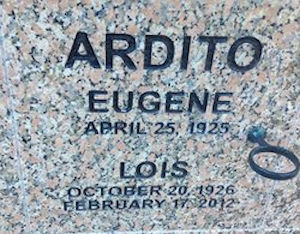 ARDITO
EUGENE
APRIL 25, 1925
LOIS
OCTOBER 20, 1926
FEBRUARY 17, 2012